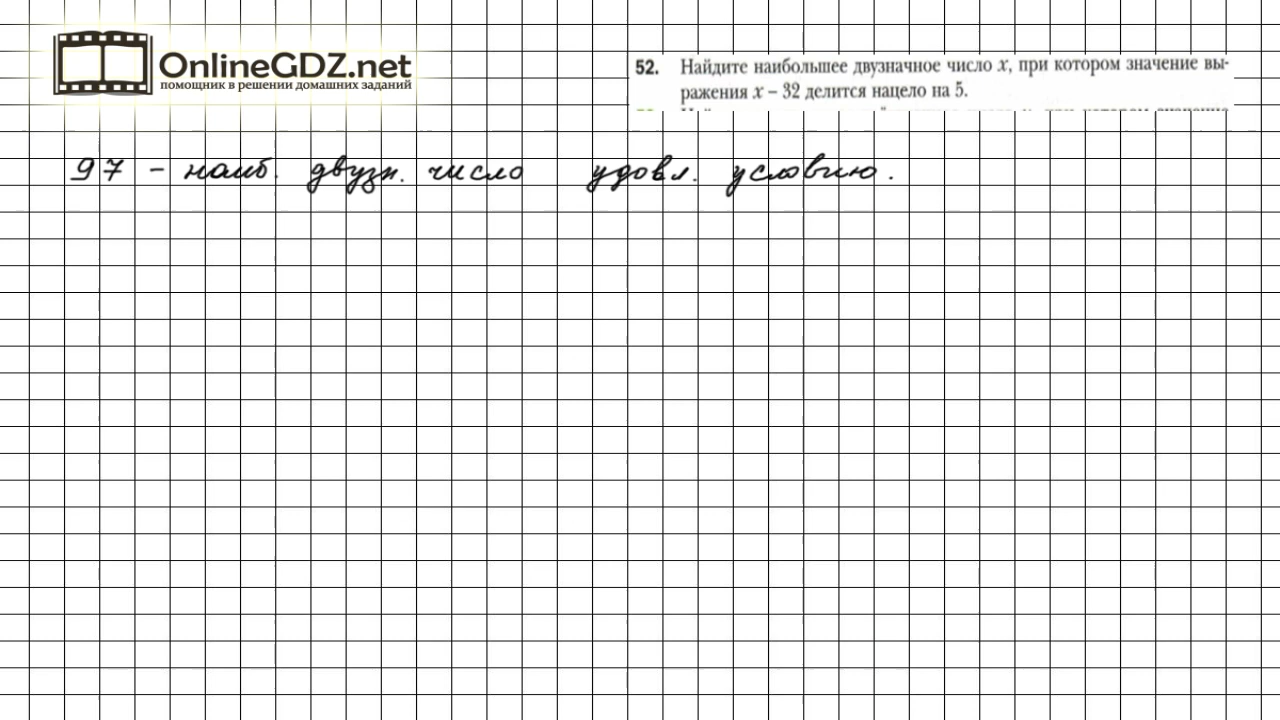 OnlineGDZ.net
помощник в решении домашних заданий
52. Найдите наибольшее двузначное число x, при котором значение вы-
ражения x – 32 делится нацело на 5.
97 - наиб. двузн. число удовл. условию.